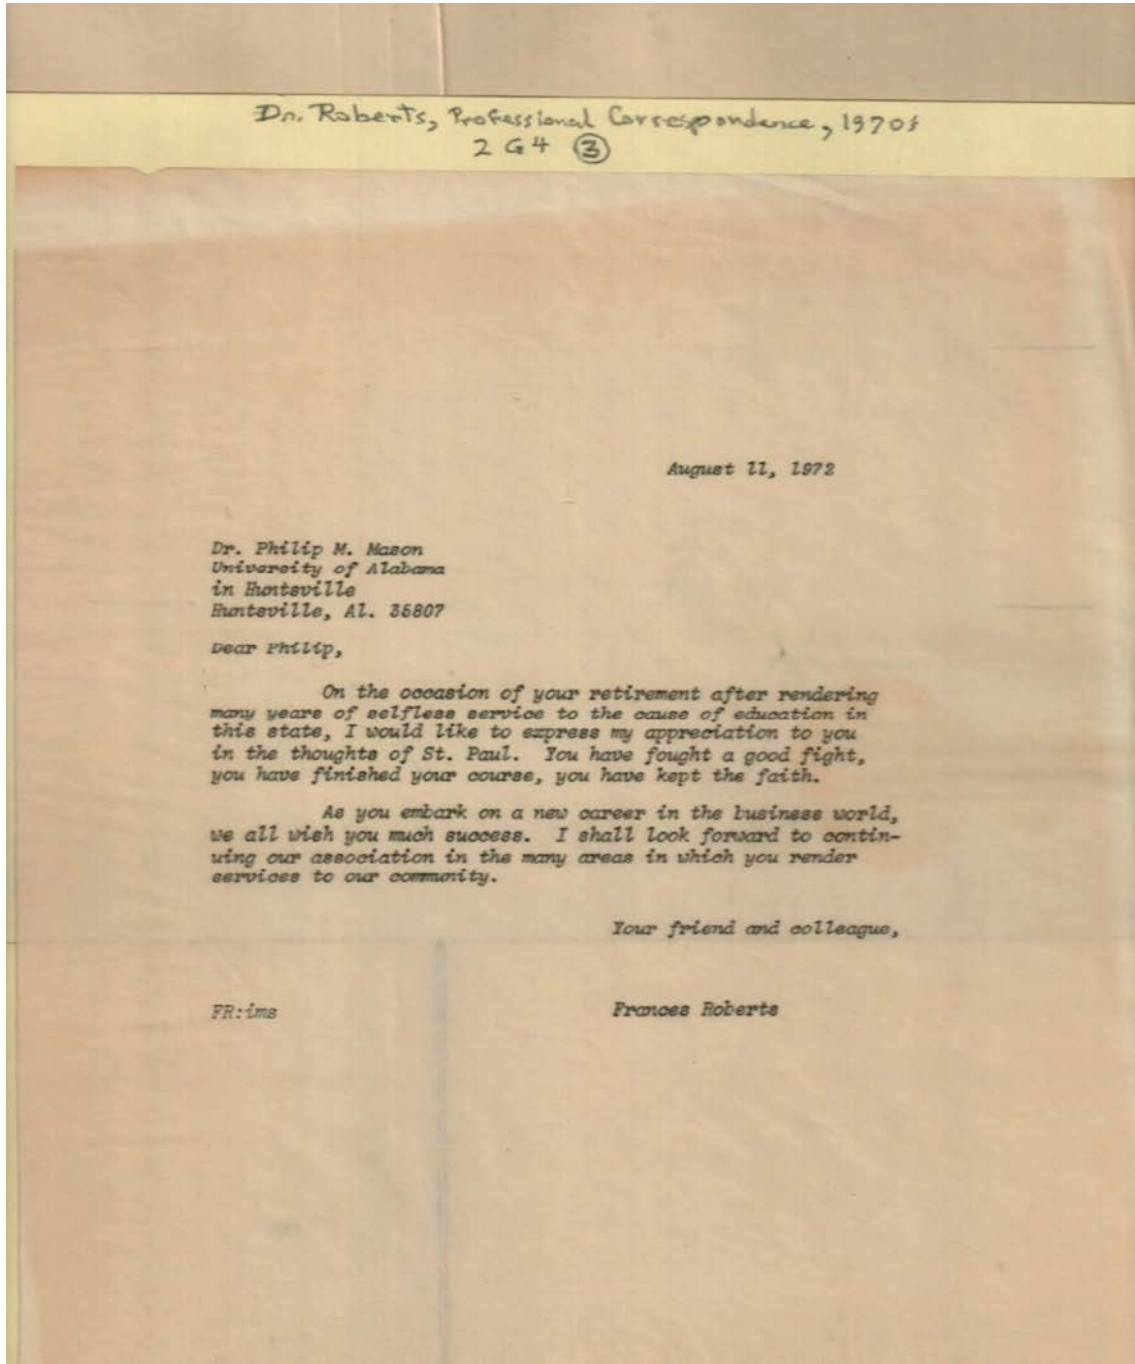 Dr. Roberts, Professional Correspondence, 1970s
2 G4 ③
August 11, 1972
Dr. Philip M. Mason
University of Alabama
in Huntsville
Huntsville, Al. 35807
Dear Philip,
On the occasion of your retirement after rendering
many years of selfless service to the cause of education in
this state, I would like to express my appreciation to you
in the thoughts of St. Paul. You have fought a good fight,
you have finished your course, you have kept the faith.
As you embark on a new career in the business world,
we all wish you much success. I shall look forward to contin-
uing our association in the many areas in which you render
services to our community.
Your friend and colleague,
FR:ims
Frances Roberts